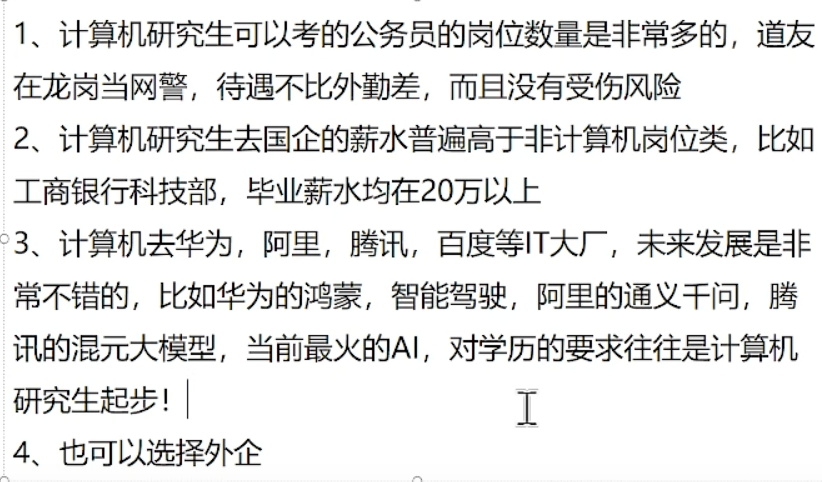 1、计算机研究生可以考的公务员的岗位数量是非常多的，道友
在龙岗当网警，待遇不比外勤差，而且没有受伤风险
2、计算机研究生去国企的薪水普遍高于非计算机岗位类，比如
工商银行科技部，毕业薪水均在20万以上
3、计算机去华为，阿里，腾讯，百度等IT大厂，未来发展是非
常不错的，比如华为的鸿蒙，智能驾驶，阿里的通义千问，腾
讯的混元大模型，当前最火的AI，对学历的要求往往是计算机
研究生起步！
4、也可以选择外企